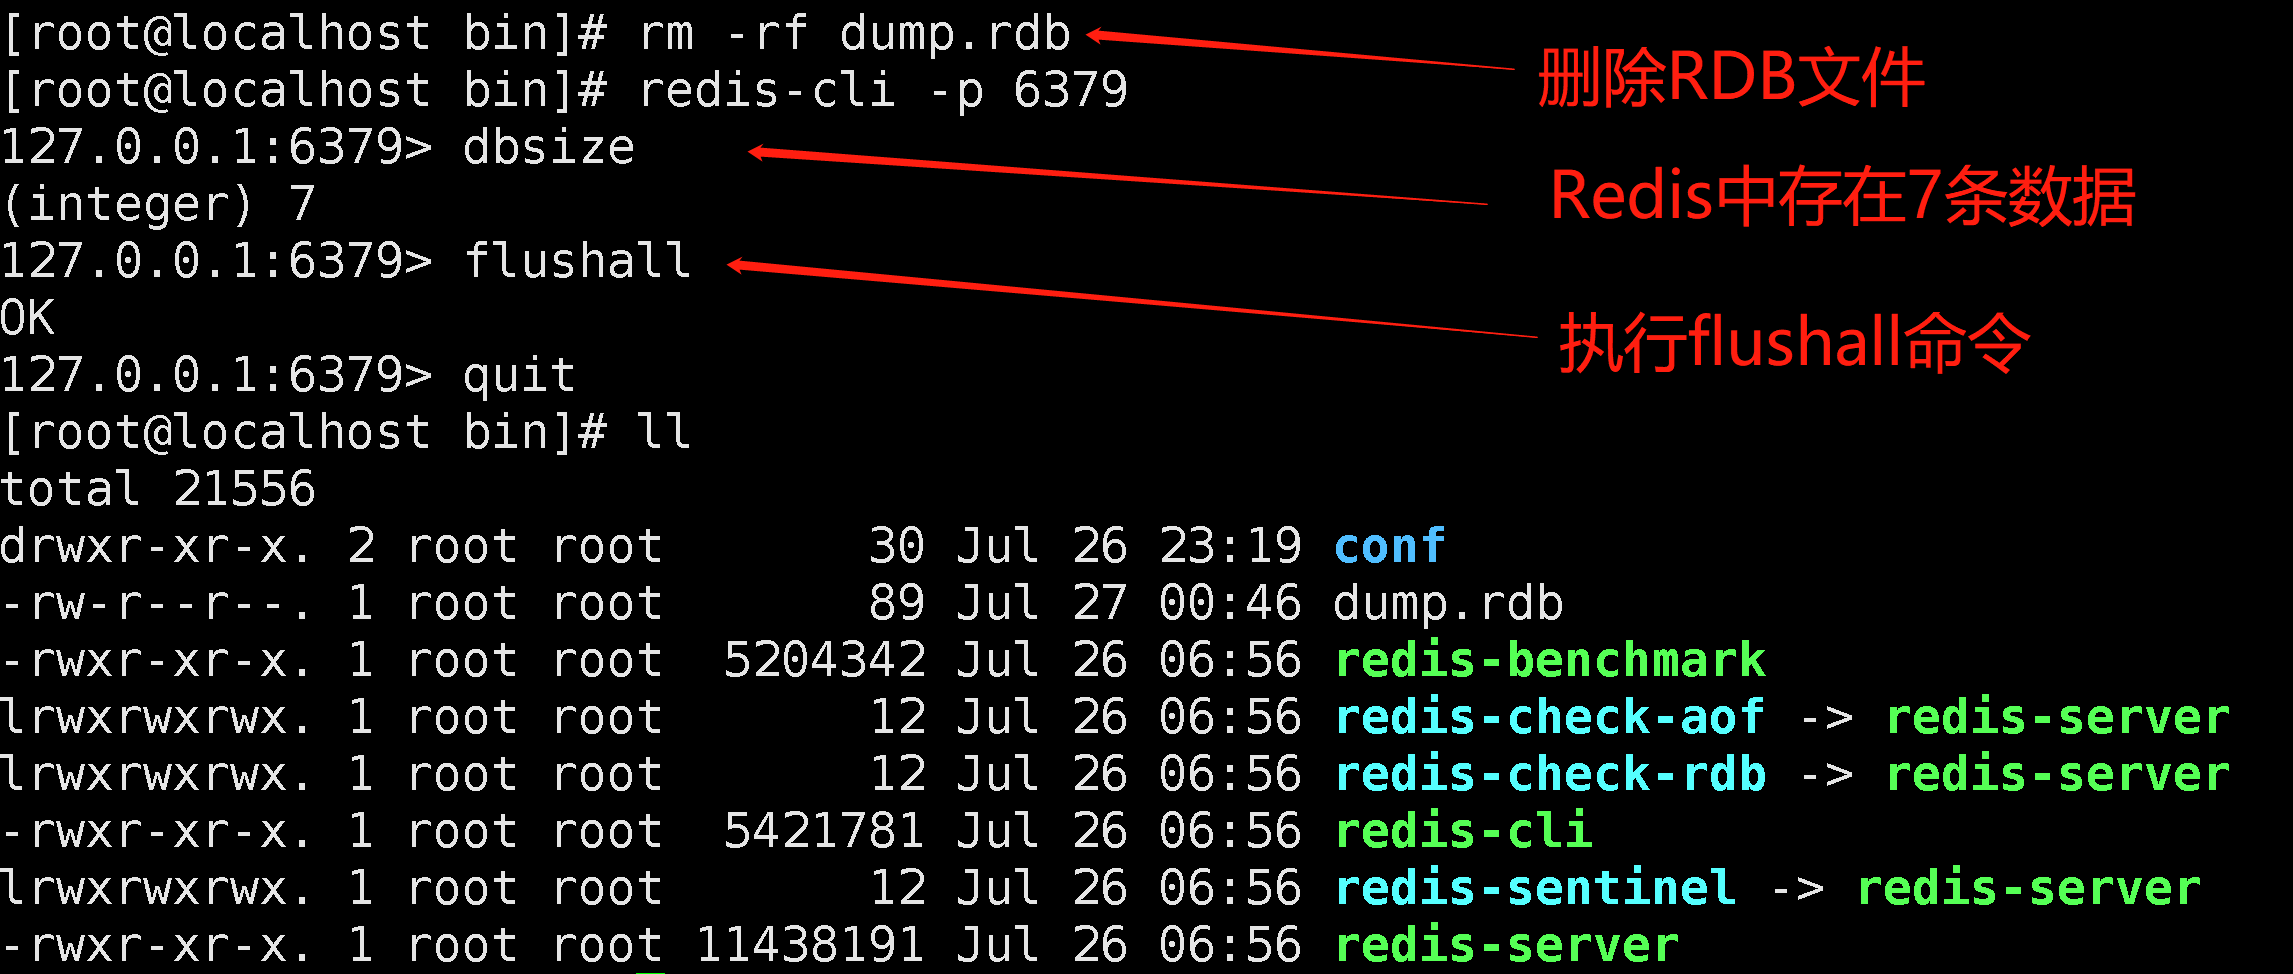 [root@localhost bin]# rm -rf dump.rdb
删除RDB文件
[root@localhost bin]# redis-cli -p 6379
127.0.0.1:6379> dbsize
Redis中存在7条数据
(integer) 7
127.0.0.1:6379> flushall
执行flushall命令
OK
127.0.0.1:6379> quit
[root@localhost bin]# ll
total 21556
drwxr-xr-x. 2 root root 30 Jul 26 23:19 conf
-rw-r--r--. 1 root root 89 Jul 27 00:46 dump.rdb
-rwxr-xr-x. 1 root root 5204342 Jul 26 06:56 redis-benchmark
lrwxrwxrwx. 1 root root 12 Jul 26 06:56 redis-check-aof -> redis-server
lrwxrwxrwx. 1 root root 12 Jul 26 06:56 redis-check-rdb -> redis-server
-rwxr-xr-x. 1 root root 5421781 Jul 26 06:56 redis-cli
lrwxrwxrwx. 1 root root 12 Jul 26 06:56 redis-sentinel -> redis-server
-rwxr-xr-x. 1 root root 11438191 Jul 26 06:56 redis-server